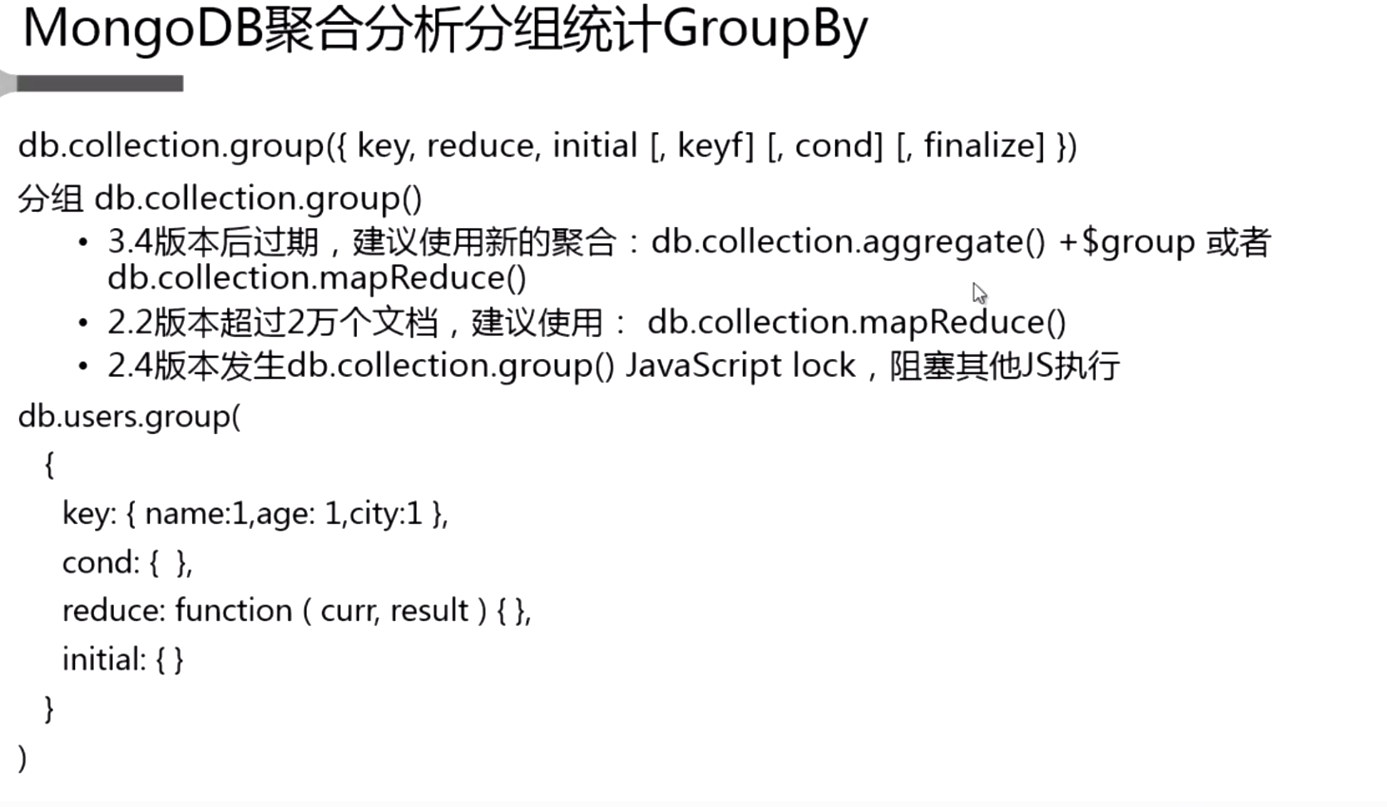 MongoDB聚合分析分组统计GroupBy
db.collection.group({ key, reduce, initial [, keyf] [, cond] [, finalize] })
分组 db.collection.group()
• 3.4版本后过期，建议使用新的聚合：db.collection.aggregate() +$group 或者
db.collection.mapReduce()
• 2.2版本超过2万个文档，建议使用： db.collection.mapReduce()
• 2.4版本发生db.collection.group() JavaScript lock，阻塞其他JS执行
db.users.group(
{
key: { name:1,age: 1,city:1 },
cond: { },
reduce: function ( curr, result ) { },
initial: { }
}
)